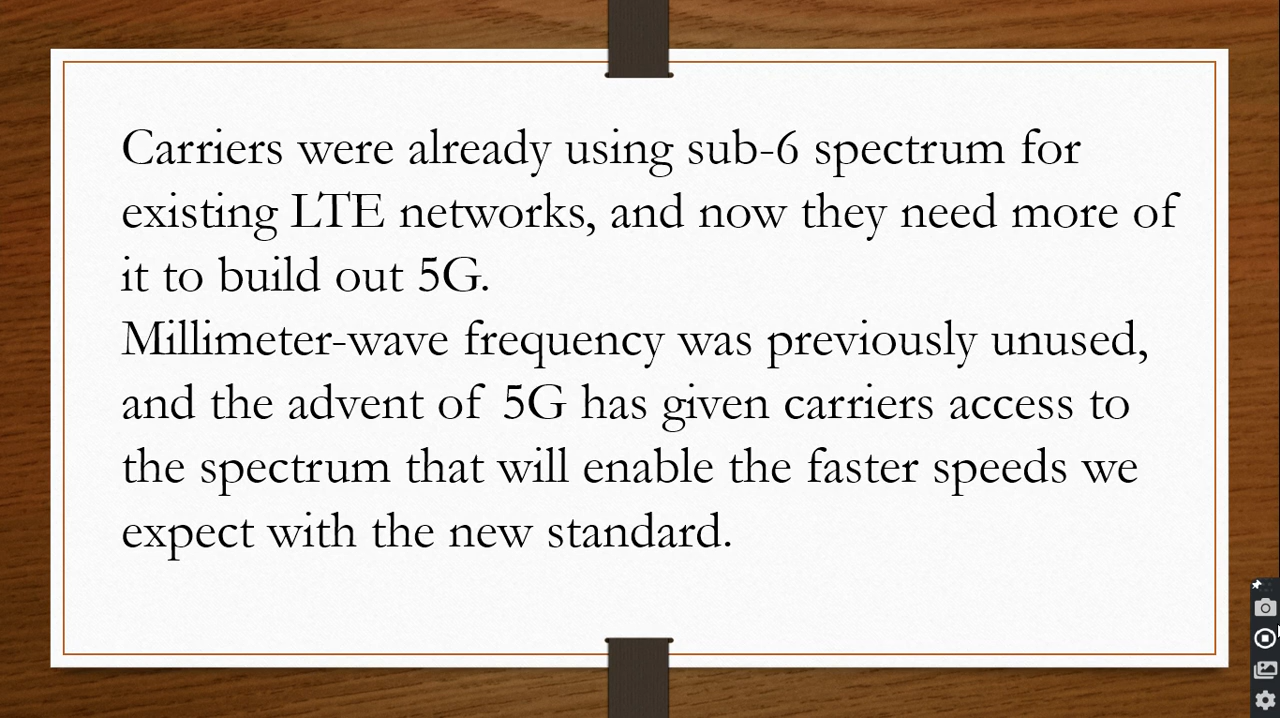 Carriers were already using sub-6 spectrum for
existing LTE networks, and now they need more of
it to build out 5G.
Millimeter-wave frequency was previously unused,
and the advent of 5G has given carriers access to
the spectrum that will enable the faster speeds we
expect with the new standard.